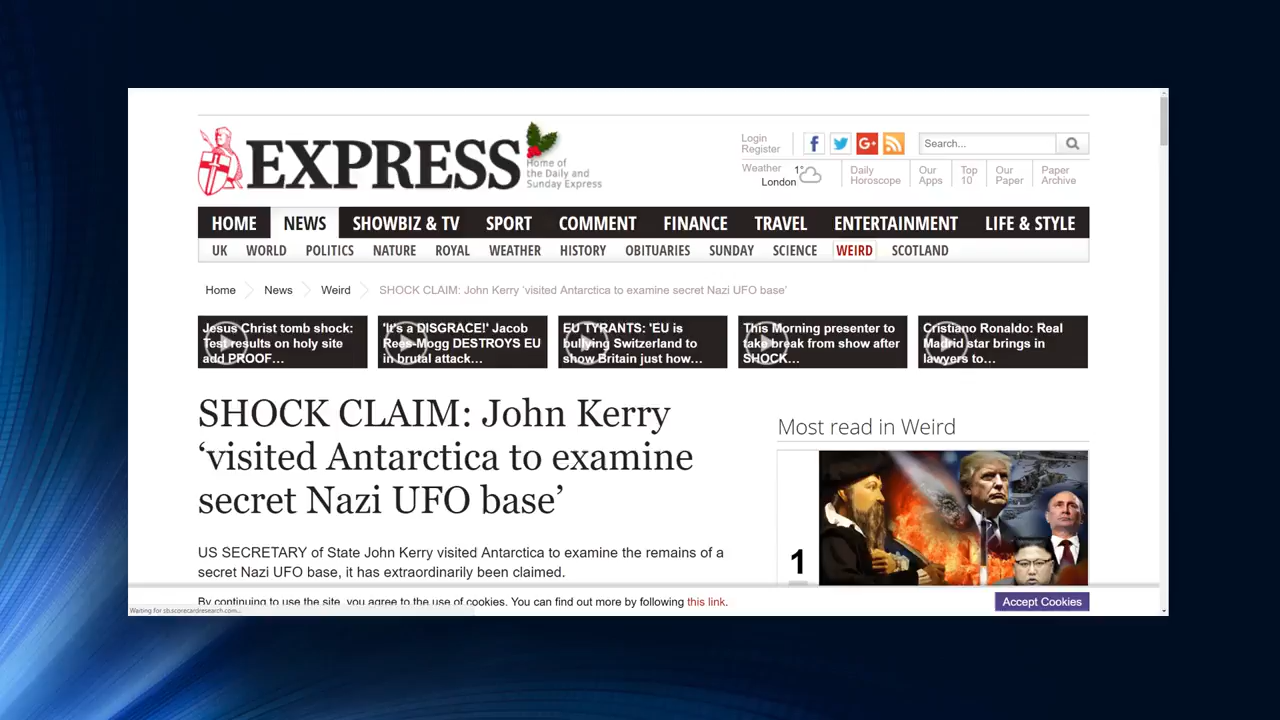 EXPRESS
Home of
the Daily and
Sunday Express
Login
Register
Search...
Weather
London
1°
Daily
Horoscope
Our
Apps
Top
10
Our
Paper
Paper
Archive
HOME NEWS SHOWBIZ & TV SPORT COMMENT FINANCE TRAVEL ENTERTAINMENT LIFE & STYLE
UK WORLD POLITICS NATURE ROYAL WEATHER HISTORY OBITUARIES SUNDAY SCIENCE WEIRD SCOTLAND
Home News Weird SHOCK CLAIM: John Kerry ‘visited Antarctica to examine secret Nazi UFO base’
Jesus Christ tomb shock:
Test results on holy site
add PROOF…
'It's a DISGRACE!' Jacob
Rees-Mogg DESTROYS EU
in brutal attack…
EU TYRANTS: 'EU is
bullying Switzerland to
show Britain just how…
This Morning presenter to
take break from show after
SHOCK…
Cristiano Ronaldo: Real
Madrid star brings in
lawyers to…
SHOCK CLAIM: John Kerry
‘visited Antarctica to examine
secret Nazi UFO base’
US SECRETARY of State John Kerry visited Antarctica to examine the remains of a
secret Nazi UFO base, it has extraordinarily been claimed.
Most read in Weird
1
By continuing to use the site, you agree to the use of cookies. You can find out more by following this link.
Accept Cookies
Waiting for sb.scorecardresearch.com...